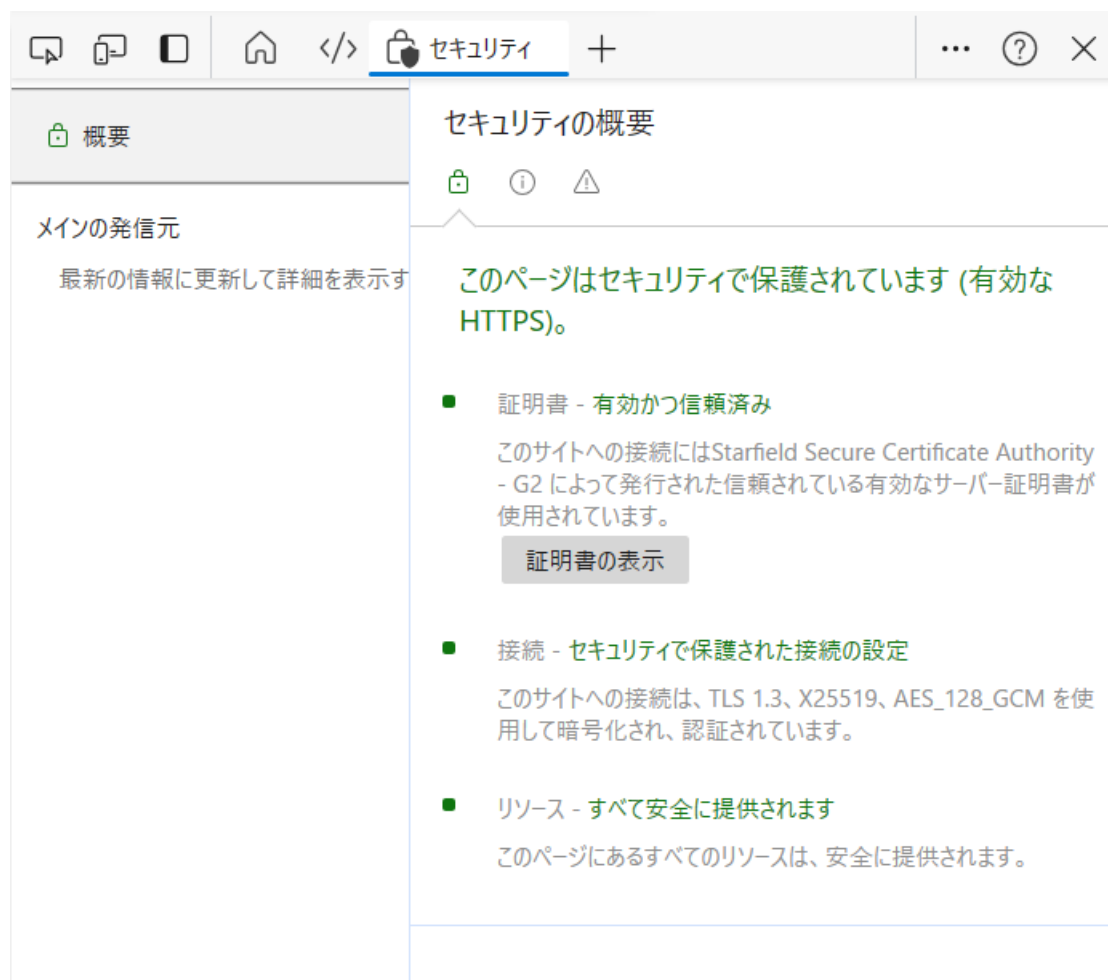 セキュリティ
概要
メインの発信元
最新の情報に更新して詳細を表示す
セキュリティの概要
このページはセキュリティで保護されています (有効な
HTTPS)。
証明書 - 有効かつ信頼済み
このサイトへの接続にはStarfield Secure Certificate Authority
- G2 によって発行された信頼されている有効なサーバー証明書が
使用されています。
証明書の表示
接続 - セキュリティで保護された接続の設定
このサイトへの接続は、TLS 1.3、X25519、AES_128_GCM を使
用して暗号化され、認証されています。
リソース - すべて安全に提供されます
このページにあるすべてのリソースは、安全に提供されます。